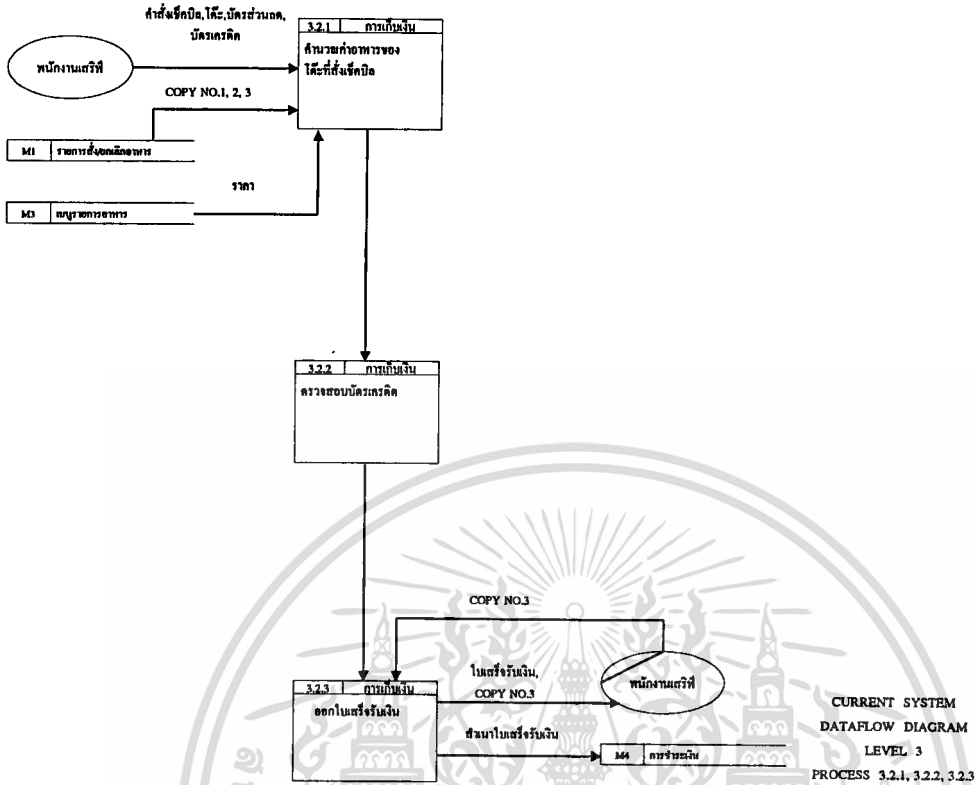 คำสั่งเช็คบิล,โต๊ะ,บัตรส่วนลด,
บัตรเครดิต
พนักงานเสริฟ
3.2.1 การเก็บเงิน
คำนวณค่าอาหารของ
โต๊ะที่สั่งเช็คบิล
COPY NO.1, 2, 3
M1 รายการสั่ง/ยกเลิกอาหาร
ราคา
M3 เมนูรายการอาหาร
3.2.2 การเก็บเงิน
ตรวจสอบบัตรเครดิต
COPY NO.3
3.2.3 การเก็บเงิน
ออกใบเสร็จรับเงิน
ใบเสร็จรับเงิน,
COPY NO.3
พนักงานเสริฟ
สำเนาใบเสร็จรับเงิน
M4 การชำระเงิน
CURRENT SYSTEM
DATAFLOW DIAGRAM
LEVEL 3
PROCESS 3.2.1, 3.2.2, 3.2.3